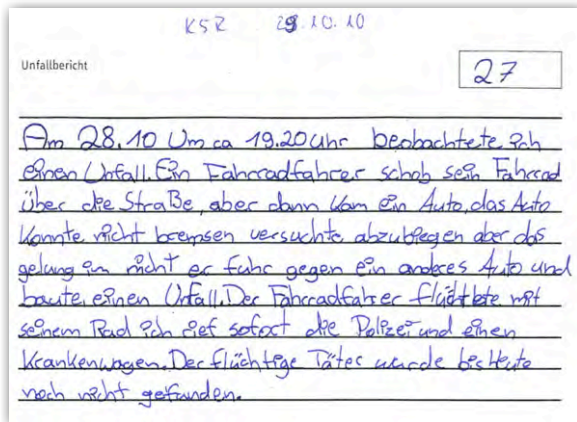 KSR 29.10.10
Unfallbericht
27
Am 28.10 Um ca 19.20 uhr beobachtete ich
einen Unfall. Ein Fahrradfahrer schob sein Fahrrad
über die Straße, aber dann kam ein Auto, das Auto
konnte nicht bremsen versuchte abzubiegen aber das
gelung im nicht er fuhr gegen ein anderes Auto und
baute einen Unfall. Der Fahrradfahrer flüchtete mit
seinem Rad ich rief sofort die Polizei und einen
Krankenwagen. Der flüchtige Täter wurde bis Heute
noch nicht gefunden.